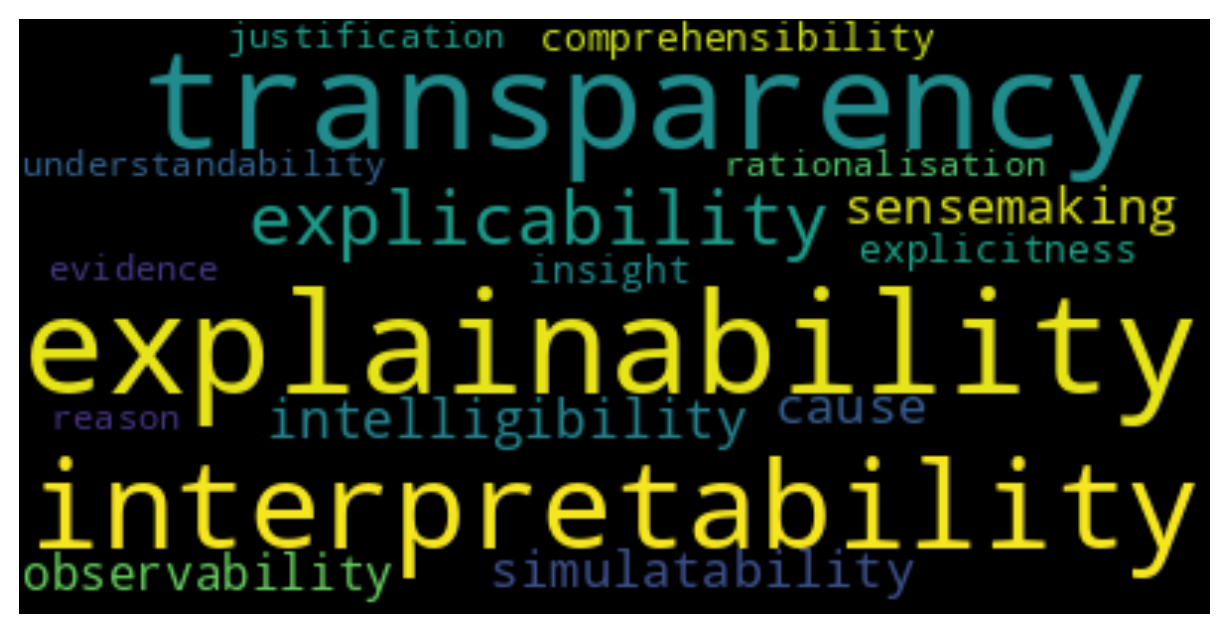 justification comprehensibility
transparency
understandability rationalisation
explicability sensemaking
explicitness
evidence insight
explainability
reason intelligibility cause
interpretability
observability simulatability